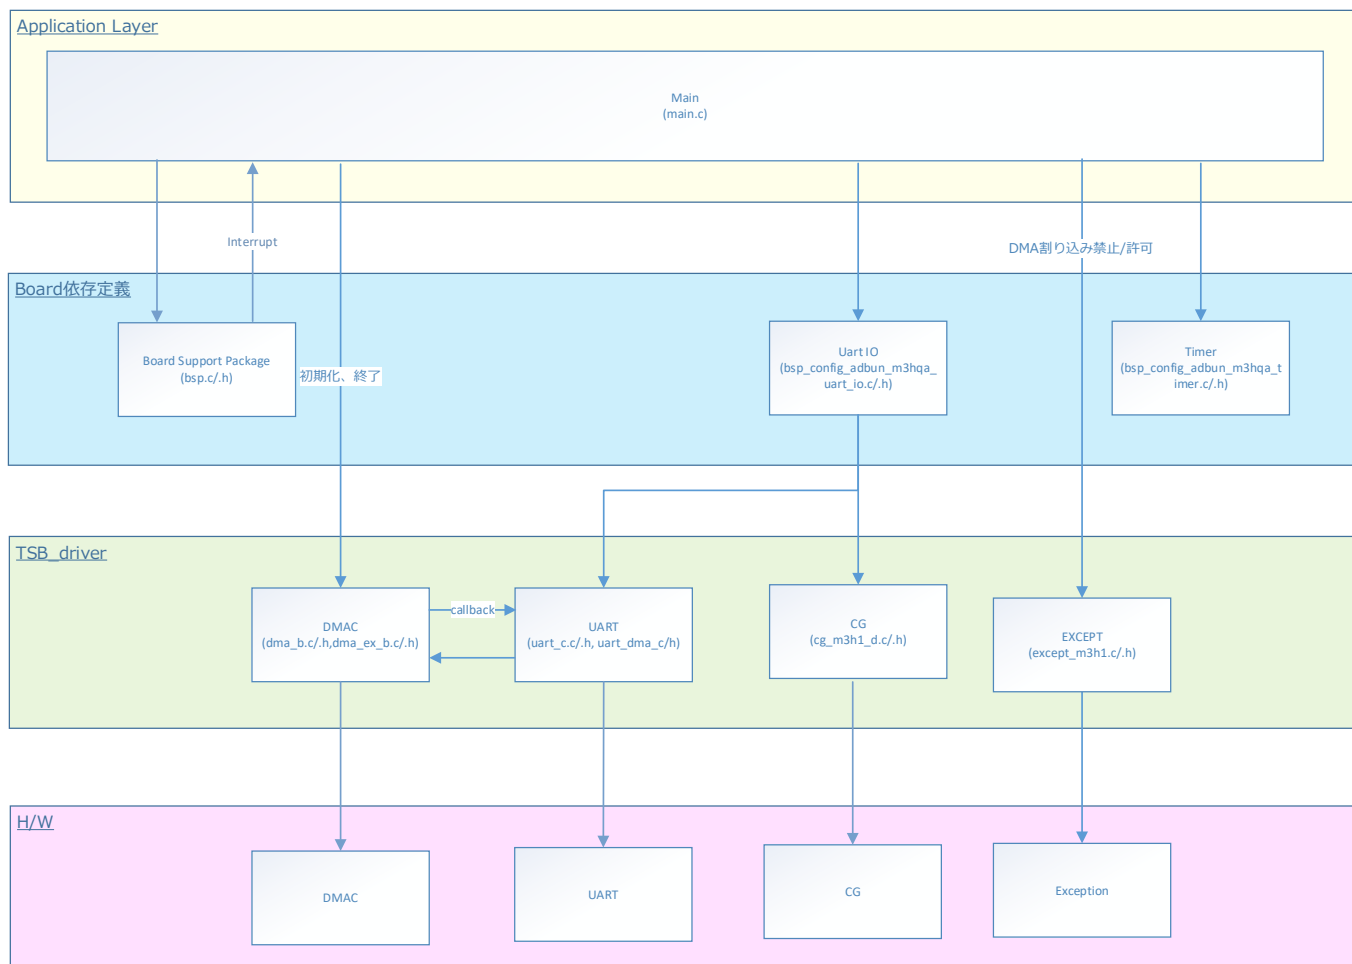 Application Layer
Main
(main.c)
Interrupt
DMA割り込み禁止/許可
Board依存定義
Board Support Package
(bsp.c/.h)
初期化、終了
Uart IO
(bsp_config_adbun_m3hqa_
uart_io.c/.h)
Timer
(bsp_config_adbun_m3hqa_t
imer.c/.h)
TSB_driver
DMAC
(dma_b.c/.h,dma_ex_b.c/.h)
callback
UART
(uart_c.c/.h, uart_dma_c/h)
CG
(cg_m3h1_d.c/.h)
EXCEPT
(except_m3h1.c/.h)
H/W
DMAC
UART
CG
Exception